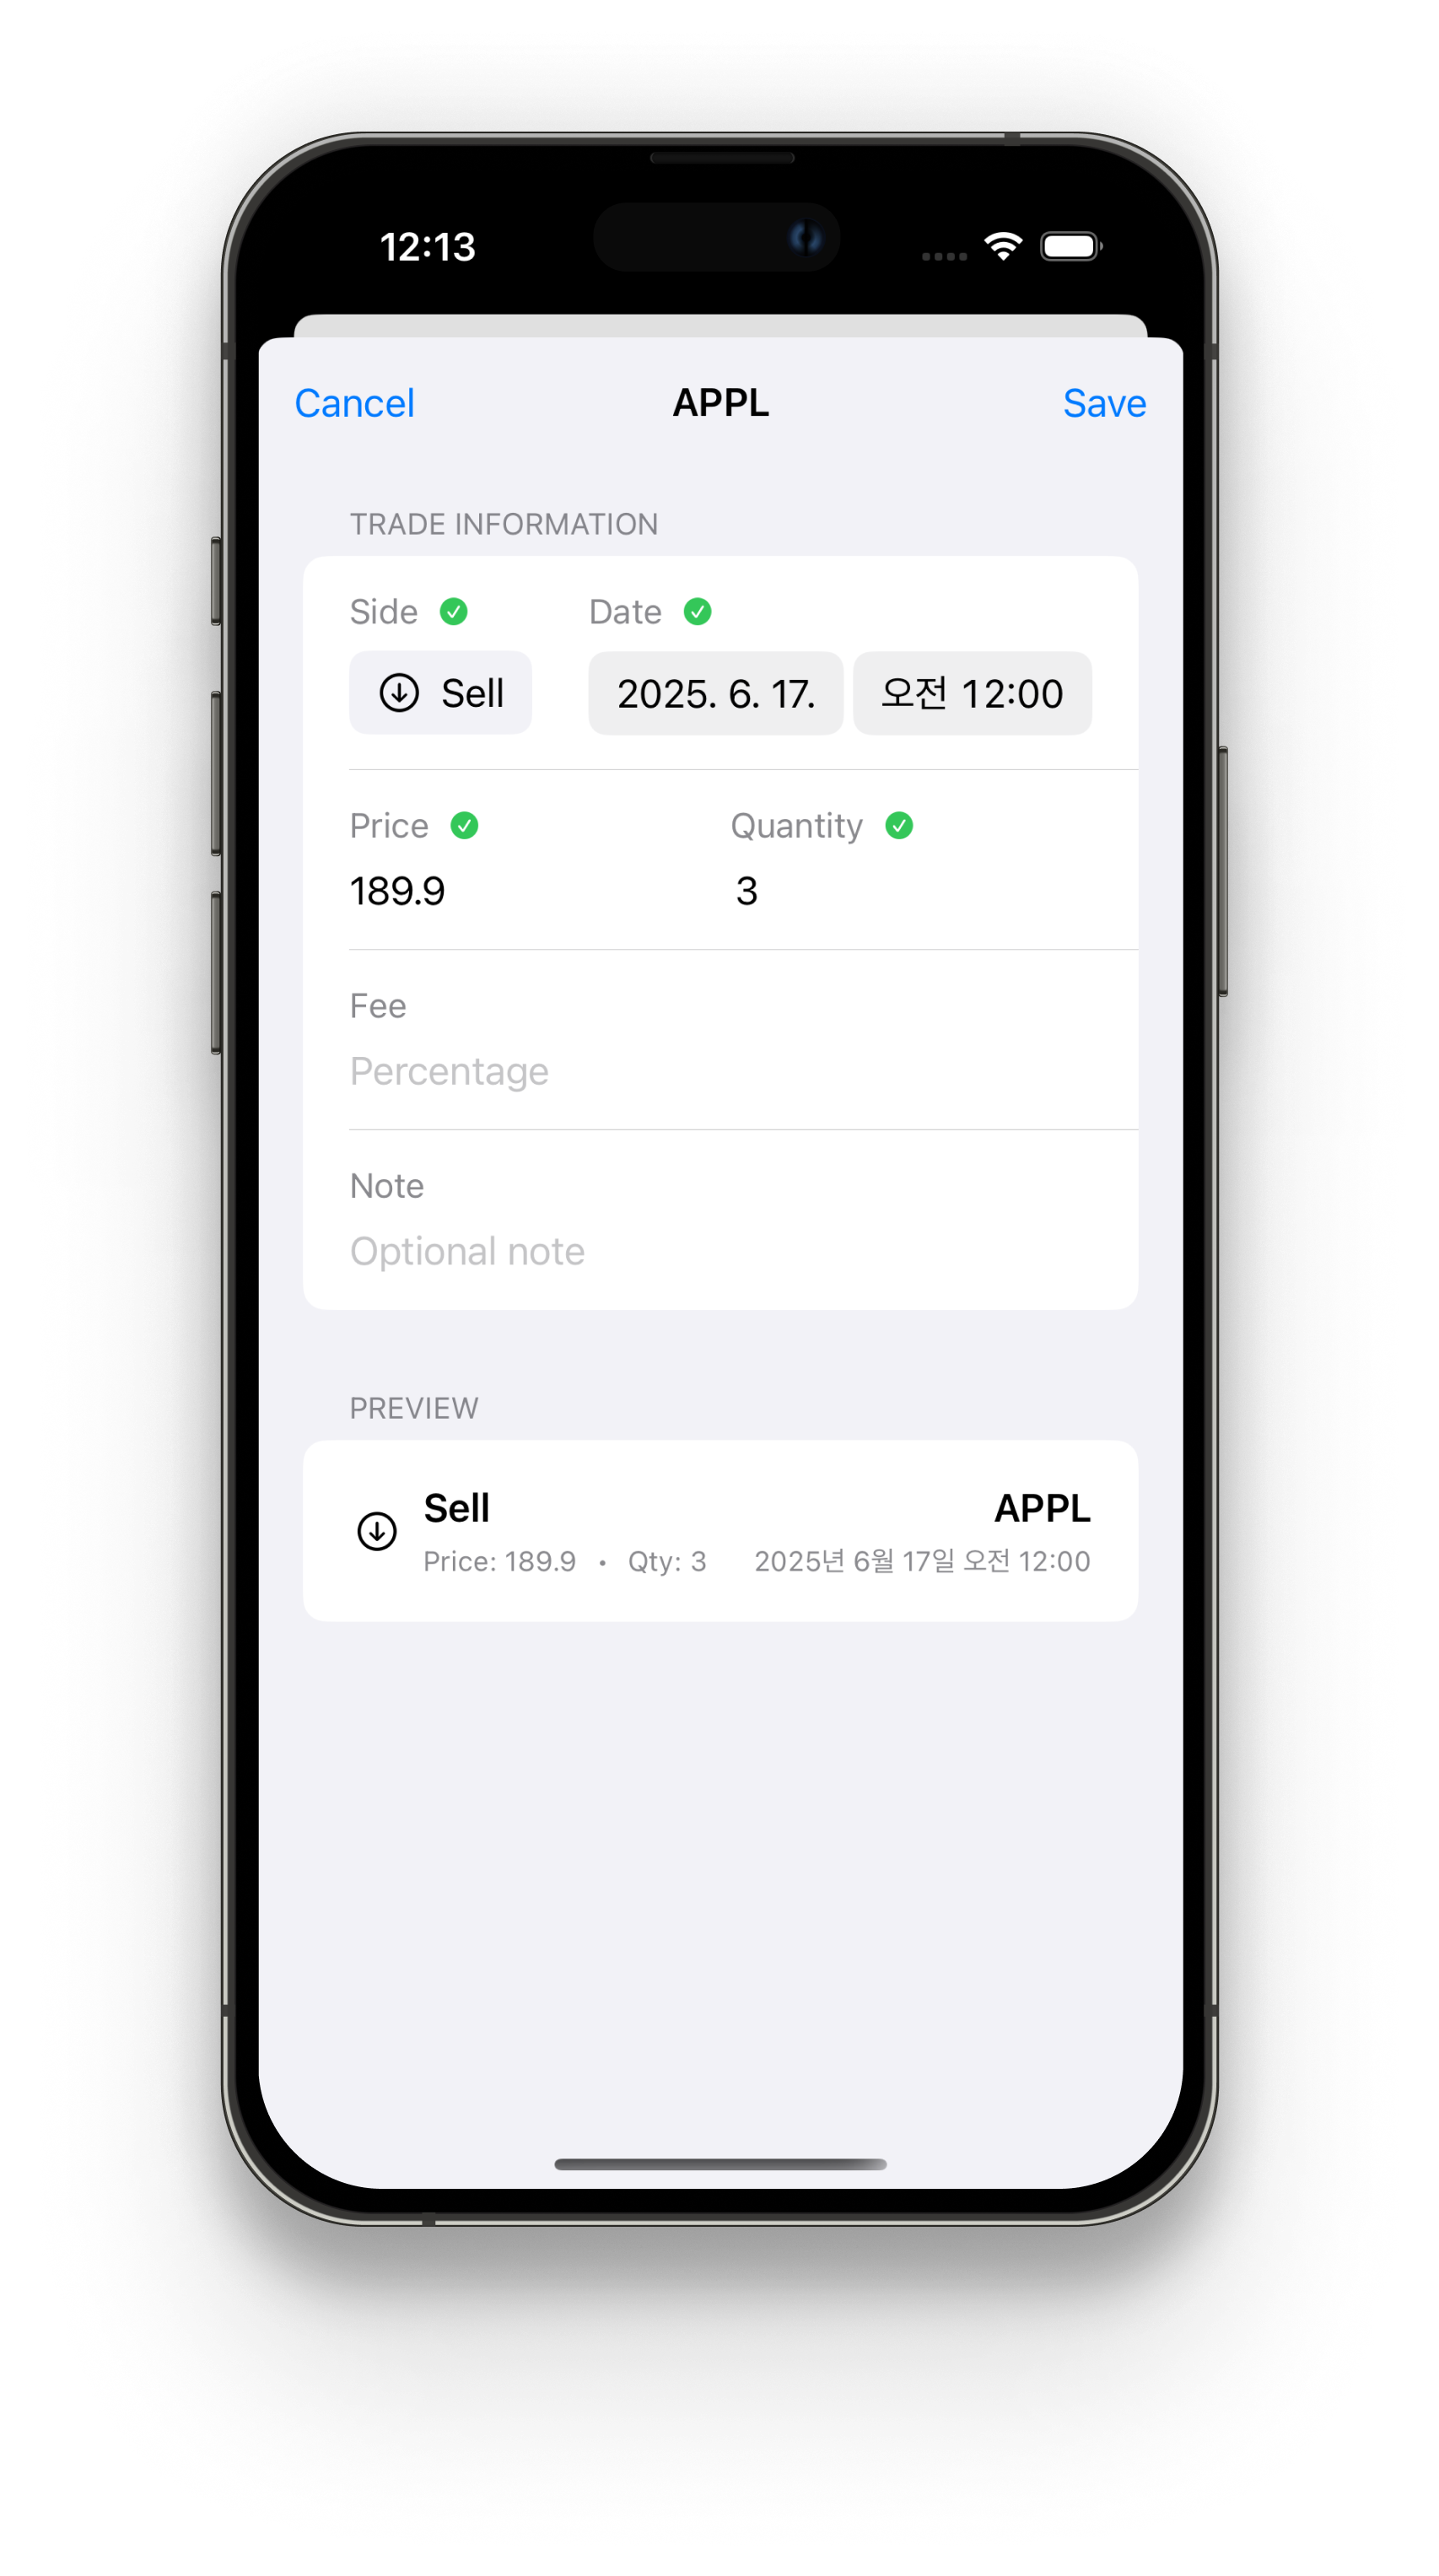 12:13
Cancel APPL Save
TRADE INFORMATION
Side Date
Sell 2025. 6. 17. 오전 12:00
Price Quantity
189.9 3
Fee
Percentage
Note
Optional note
PREVIEW
Sell APPL
Price: 189.9 • Qty: 3 2025년 6월 17일 오전 12:00